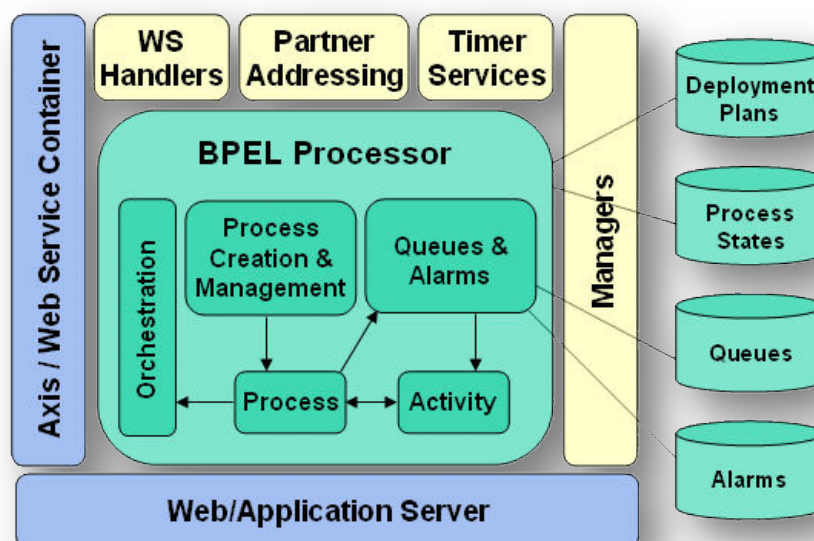 WS
Handlers
Partner
Addressing
Timer
Services
Axis / Web Service Container
Managers
Deployment
Plans
Process
States
Queues
Alarms
BPEL Processor
Orchestration
Process
Creation &
Management
Queues &
Alarms
Process
Activity
Web/Application Server